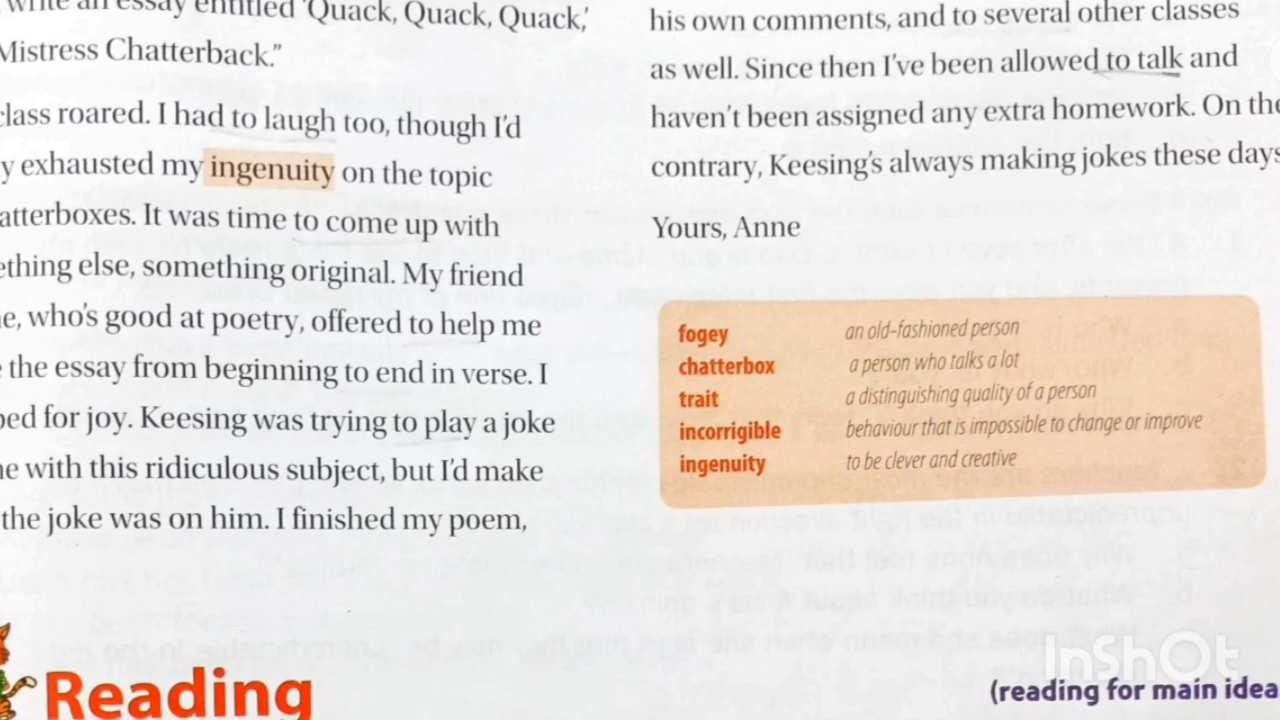 write an essay entitled 'Quack, Quack, Quack,'
Mistress Chatterback."
class roared. I had to laugh too, though I'd
y exhausted my ingenuity on the topic
atterboxes. It was time to come up with
ething else, something original. My friend
e, who's good at poetry, offered to help me
the essay from beginning to end in verse. I
ped for joy. Keesing was trying to play a joke
e with this ridiculous subject, but I'd make
the joke was on him. I finished my poem,
his own comments, and to several other classes
as well. Since then I've been allowed to talk and
haven't been assigned any extra homework. On the
contrary, Keesing's always making jokes these days
Yours, Anne
fogey an old-fashioned person
chatterbox a person who talks a lot
trait a distinguishing quality of a person
incorrigible behaviour that is impossible to change or improve
ingenuity to be clever and creative
Reading
(reading for main idea
InShOt